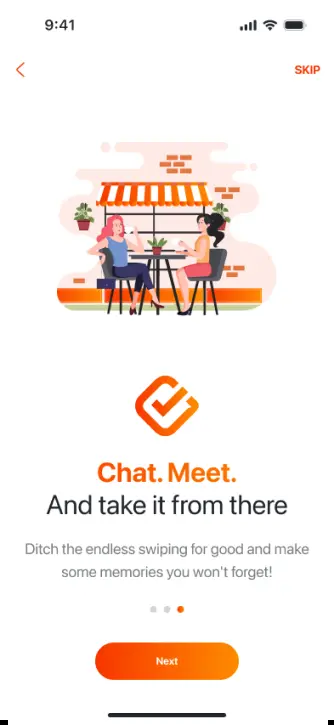 9:41
SKIP
Chat. Meet.
And take it from there
Ditch the endless swiping for good and make
some memories you won't forget!
Next